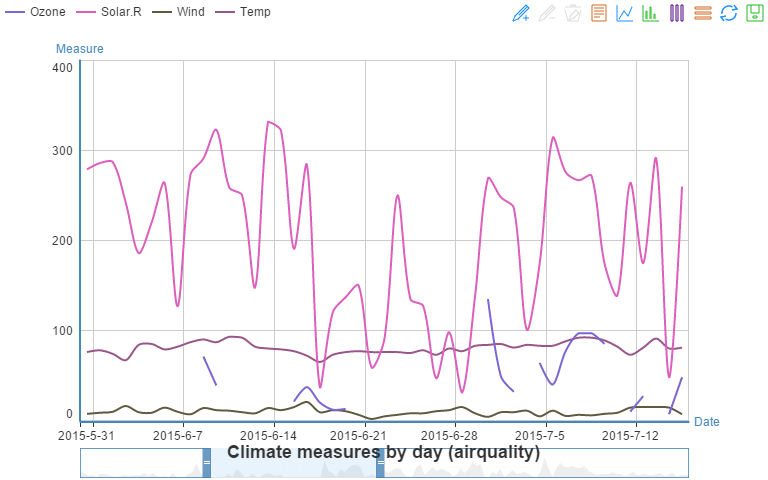 Ozone Solar.R Wind Temp
Measure
400
300
200
100
0
Date
2015-5-31 2015-6-7 2015-6-14 2015-6-21 2015-6-28 2015-7-5 2015-7-12
Climate measures by day (airquality)